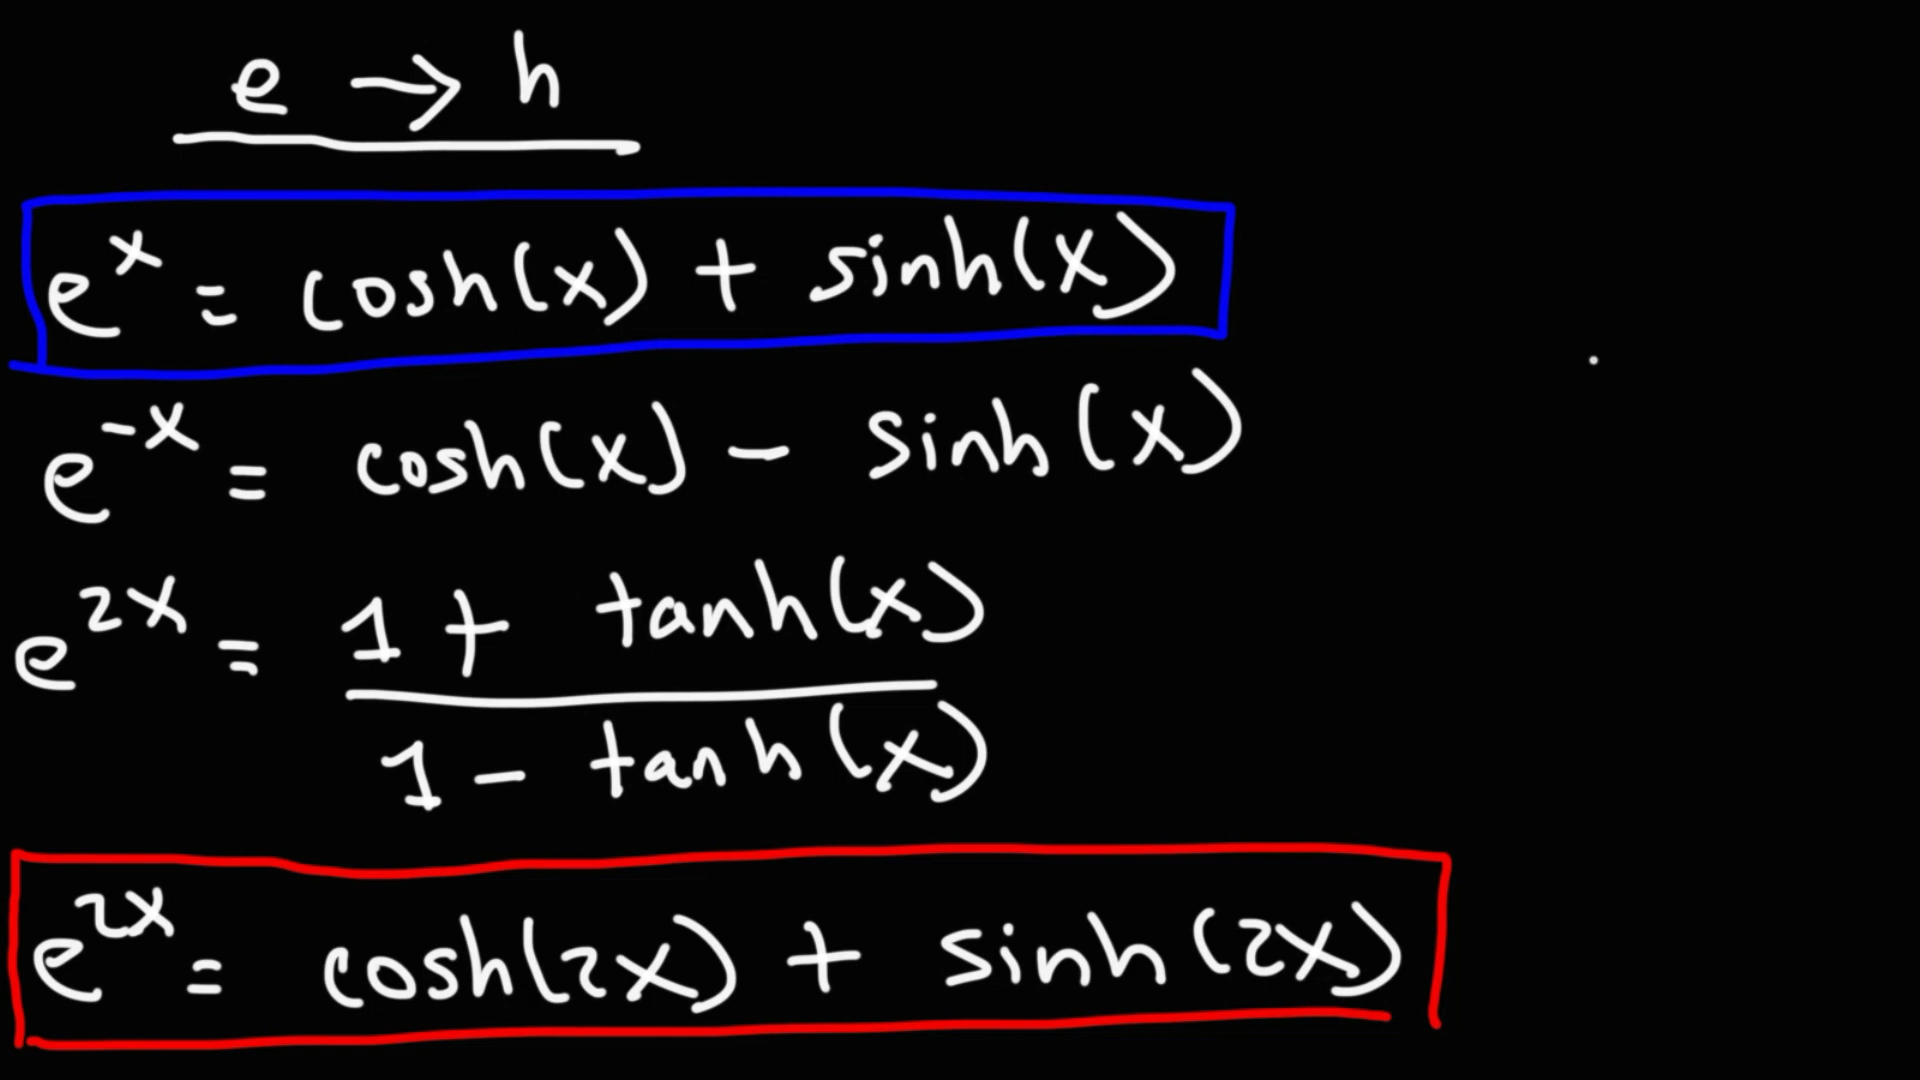 e → h
e^x = cosh(x) + sinh(x)
e^-x = cosh(x) - sinh(x)
e^2x = 1 + tanh(x)
1 - tanh(x)
e^2x = cosh(2x) + sinh(2x)